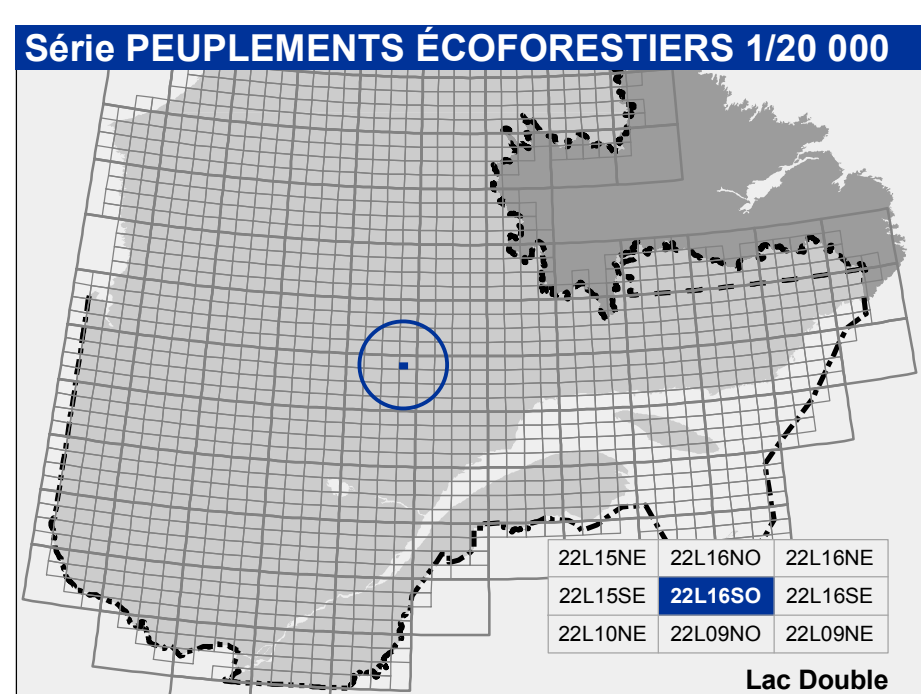 Série PEUPLEMENTS ÉCOFORESTIERS 1/20 000
22L15NE 22L16NO 22L16NE
22L15SE 22L16SO 22L16SE
22L10NE 22L09NO 22L09NE
Lac Double